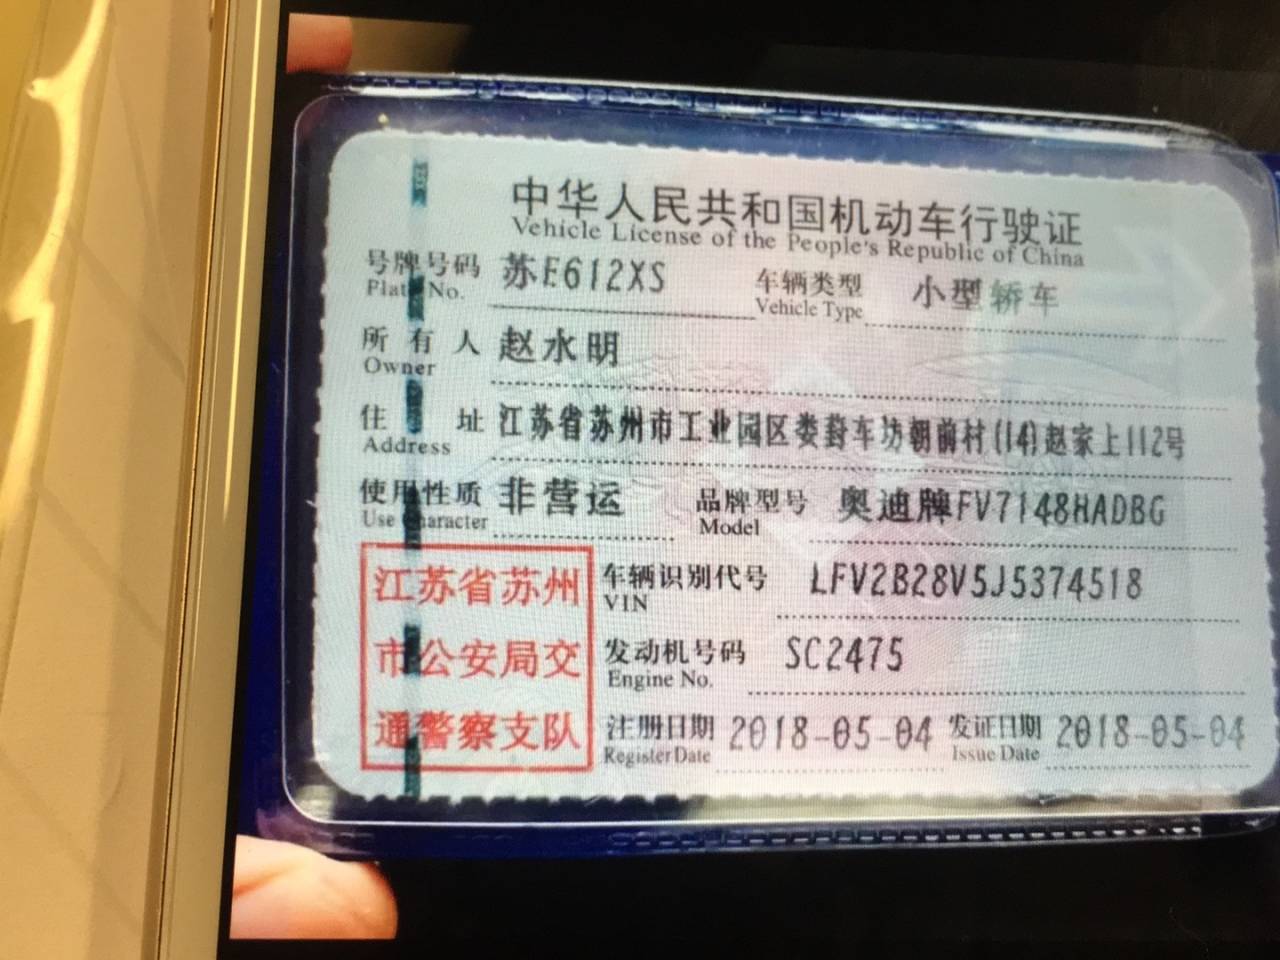 中华人民共和国机动车行驶证
Vehicle License of the People's Republic of China
号牌号码 苏E612XS 车辆类型 小型轿车
Plate No. Vehicle Type
所有人 赵水明
Owner
住址 江苏省苏州市工业园区娄葑车坊朝前村(14)赵家上112号
Address
使用性质 非营运 品牌型号 奥迪牌FV7148HADBG
Use Character Model
江苏省苏州
市公安局交
通警察支队
车辆识别代号 LFV2B28V5J5374518
VIN
发动机号码 SC2475
Engine No.
注册日期 2018-05-04 发证日期 2018-05-04
Register Date Issue Date